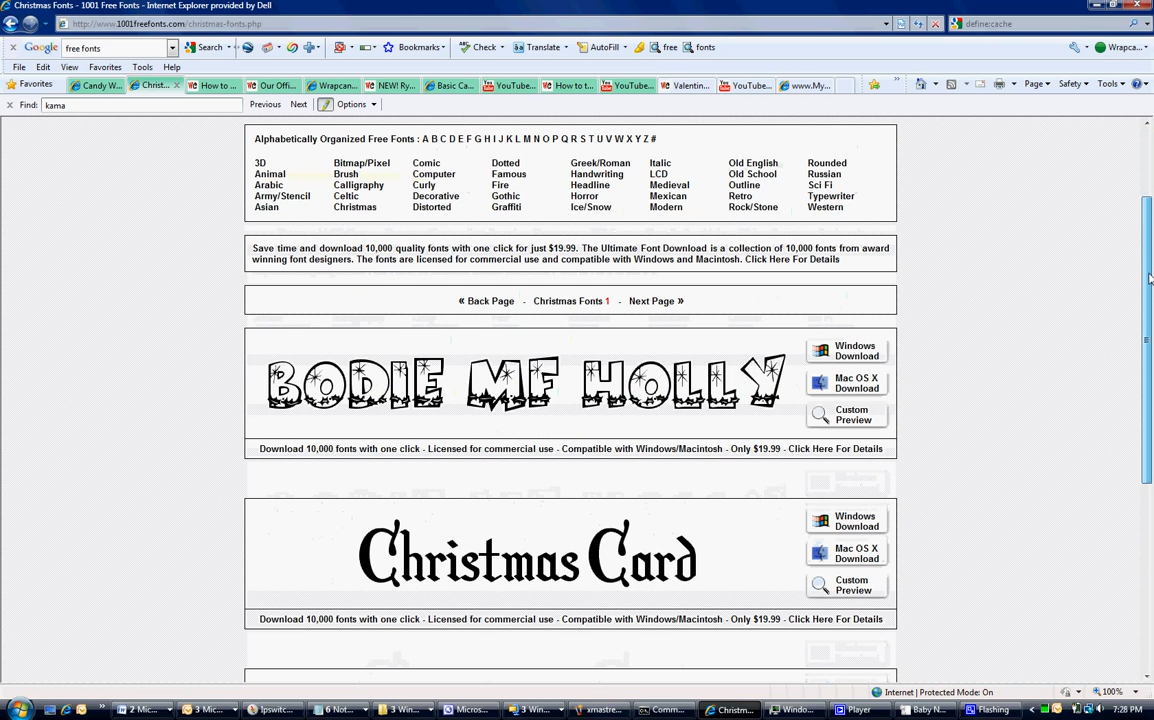 Christmas Fonts - 1001 Free Fonts - Internet Explorer provided by Dell
http://www.1001freefonts.com/christmas-fonts.php
define:cache
Google free fonts Search Bookmarks Check Translate AutoFill free fonts Wrapca...
File Edit View Favorites Tools Help
Favorites Candy W... Christ... How to ... Our Offi... Wrapcan... NEW! Ry... Basic Ca... YouTube... How to t... YouTube... Valentin... YouTube... www.My... Page Safety Tools
Find: kama Previous Next Options
Alphabetically Organized Free Fonts : A B C D E F G H I J K L M N O P Q R S T U V W X Y Z #
3D Bitmap/Pixel Comic Dotted Greek/Roman Italic Old English Rounded
Animal Brush Computer Famous Handwriting LCD Old School Russian
Arabic Calligraphy Curly Fire Headline Medieval Outline Sci Fi
Army/Stencil Celtic Decorative Gothic Horror Mexican Retro Typewriter
Asian Christmas Distorted Graffiti Ice/Snow Modern Rock/Stone Western
Save time and download 10,000 quality fonts with one click for just $19.99. The Ultimate Font Download is a collection of 10,000 fonts from award
winning font designers. The fonts are licensed for commercial use and compatible with Windows and Macintosh. Click Here For Details
« Back Page - Christmas Fonts 1 - Next Page »
BODIE MF HOLLY
Windows
Download
Mac OS X
Download
Custom
Preview
Download 10,000 fonts with one click - Licensed for commercial use - Compatible with Windows/Macintosh - Only $19.99 - Click Here For Details
Christmas Card
Windows
Download
Mac OS X
Download
Custom
Preview
Download 10,000 fonts with one click - Licensed for commercial use - Compatible with Windows/Macintosh - Only $19.99 - Click Here For Details
Internet | Protected Mode: On 100%
2 Mic... 3 Mic... Ipswitc... 6 Not... 3 Win... Micros... 3 Win... xmastre... Comm... Christm... Windo... Player Baby N... Flashing 7:28 PM